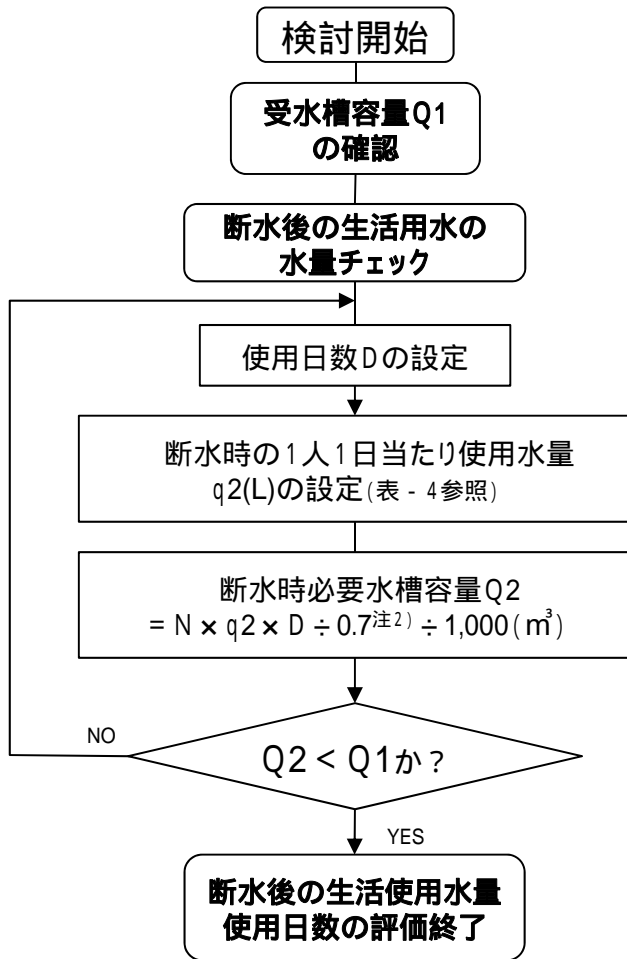 検討開始
受水槽容量Q1
の確認
断水後の生活用水の
水量チェック
使用日数Dの設定
断水時の1人1日当たり使用水量
q2(L)の設定(表 - 4参照)
断水時必要水槽容量Q2
= N × q2 × D ÷ 0.7注2) ÷ 1,000(㎥)
NO
Q2 < Q1か?
YES
断水後の生活使用水量
使用日数の評価終了